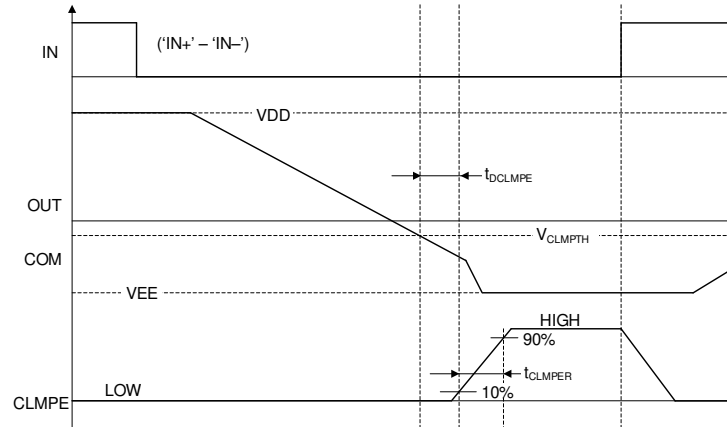 IN
('IN+' – 'IN–')
VDD
tDCLMPE
OUT
VCLMPTH
COM
VEE
HIGH
90%
tCLMPER
LOW
10%
CLMPE